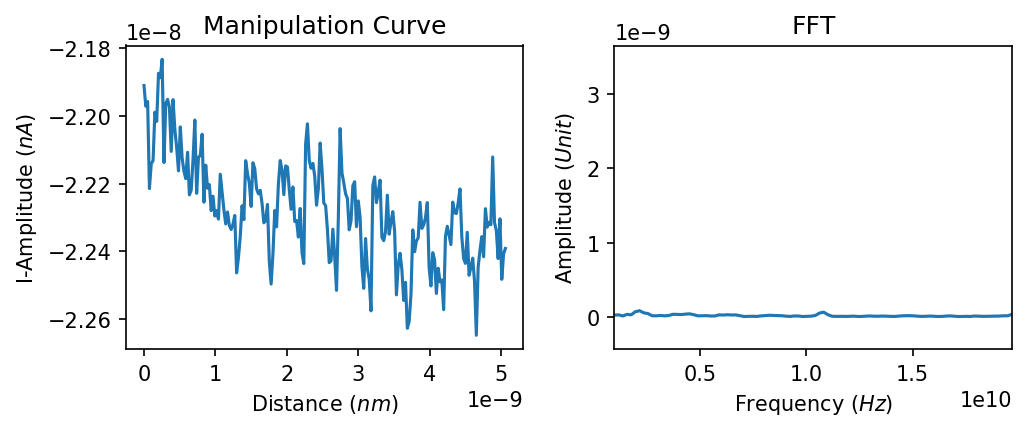 Manipulation Curve
1e−8
I-Amplitude (nA)
−2.18
−2.20
−2.22
−2.24
−2.26
0 1 2 3 4 5
Distance (nm)
1e−9
FFT
1e−9
Amplitude (Unit)
3
2
1
0
0.5 1.0 1.5
Frequency (Hz)
1e10